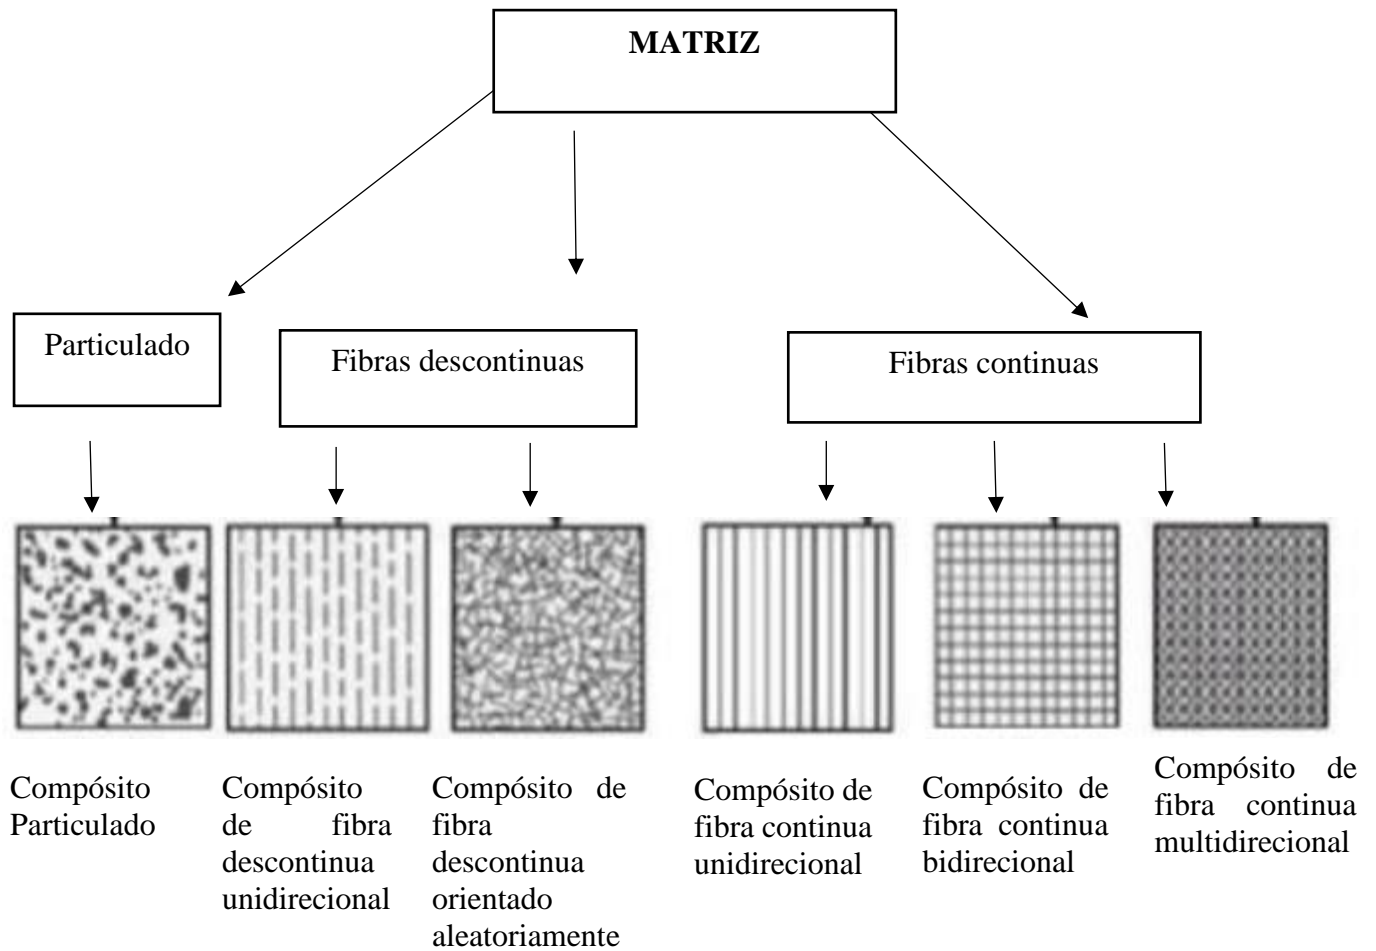 MATRIZ
Particulado
Fibras descontinuas
Fibras continuas
Compósito
Particulado
Compósito
de fibra
descontinua
unidirecional
Compósito de
fibra
descontinua
orientado
aleatoriamente
Compósito de
fibra continua
unidirecional
Compósito de
fibra continua
bidirecional
Compósito de
fibra continua
multidirecional